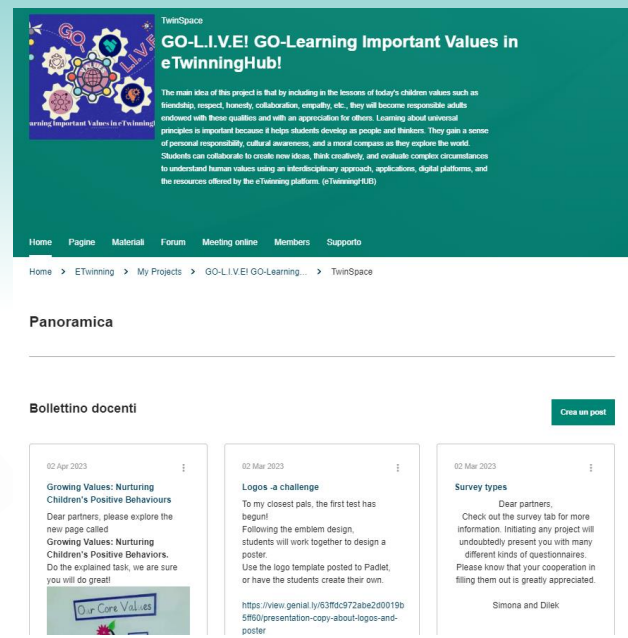 GO
L.I.V.E
arning Important Values in eTwinningH
TwinSpace
GO-L.I.V.E! GO-Learning Important Values in
eTwinningHub!
The main idea of this project is that by including in the lessons of today's children values such as
friendship, respect, honesty, collaboration, empathy, etc., they will become responsible adults
endowed with these qualities and with an appreciation for others. Learning about universal
principles is important because it helps students develop as people and thinkers. They gain a sense
of personal responsibility, cultural awareness, and a moral compass as they explore the world.
Students can collaborate to create new ideas, think creatively, and evaluate complex circumstances
to understand human values using an interdisciplinary approach, applications, digital platforms, and
the resources offered by the eTwinning platform. (eTwinningHUB)
Home Pagine Materiali Forum Meeting online Members Supporto
Home > ETwinning > My Projects > GO-L.I.V.E! GO-Learning... > TwinSpace
Panoramica
Bollettino docenti
Crea un post
02 Apr 2023
Growing Values: Nurturing
Children's Positive Behaviours
Dear partners, please explore the
new page called
Growing Values: Nurturing
Children's Positive Behaviors.
Do the explained task, we are sure
you will do great!
Our Core Values
02 Mar 2023
Logos -a challenge
To my closest pals, the first test has
begun!
Following the emblem design,
students will work together to design a
poster.
Use the logo template posted to Padlet,
or have the students create their own.
https://view.genial.ly/63ffdc972abe2d0019b
5ff60/presentation-copy-about-logos-and-
poster
02 Mar 2023
Survey types
Dear partners,
Check out the survey tab for more
information. Initiating any project will
undoubtedly present you with many
different kinds of questionnaires.
Please know that your cooperation in
filling them out is greatly appreciated.
Simona and Dilek